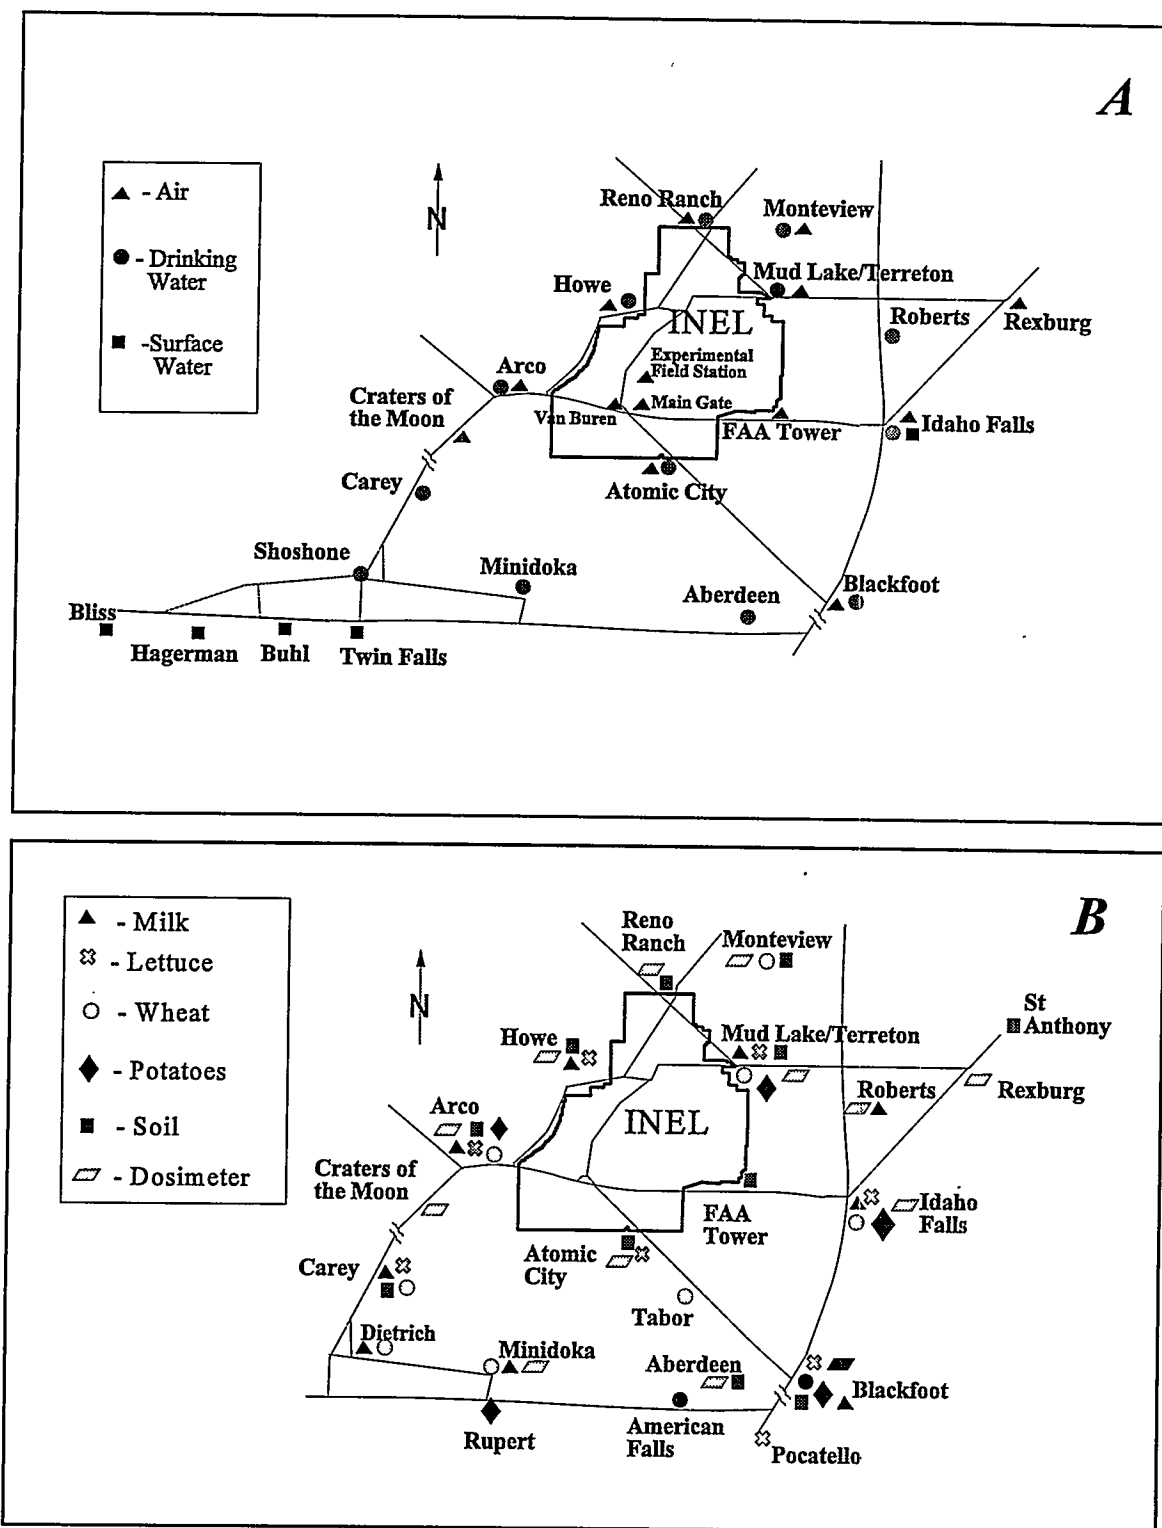 A
- Air
- Drinking
Water
-Surface
Water
N
Reno Ranch
Monteview
Mud Lake/Terreton
Howe
INEL
Roberts
Rexburg
Experimental
Field Station
Arco
Craters of
the Moon
Van Buren
Main Gate
FAA Tower
Idaho Falls
Carey
Atomic City
Shoshone
Minidoka
Aberdeen
Blackfoot
Bliss
Hagerman
Buhl
Twin Falls
B
- Milk
- Lettuce
- Wheat
- Potatoes
- Soil
- Dosimeter
N
Reno
Ranch
Monteview
St
Anthony
Howe
Mud Lake/Terreton
Roberts
Rexburg
Arco
INEL
Craters of
the Moon
FAA
Tower
Idaho
Falls
Atomic
City
Carey
Tabor
Dietrich
Minidoka
Aberdeen
Blackfoot
Rupert
American
Falls
Pocatello